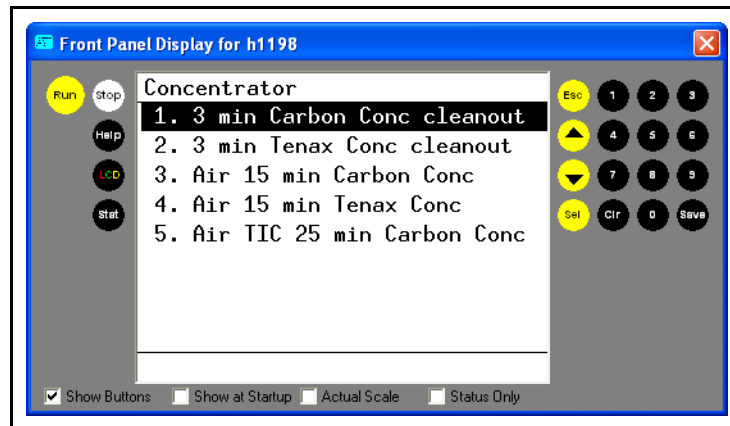 Front Panel Display for h1198
Run Stop
Help
LCD
Stat
Concentrator
1. 3 min Carbon Conc cleanout
2. 3 min Tenax Conc cleanout
3. Air 15 min Carbon Conc
4. Air 15 min Tenax Conc
5. Air TIC 25 min Carbon Conc
Esc 1 2 3
4 5 6
7 8 9
Sel Clr 0 Save
Show Buttons Show at Startup Actual Scale Status Only